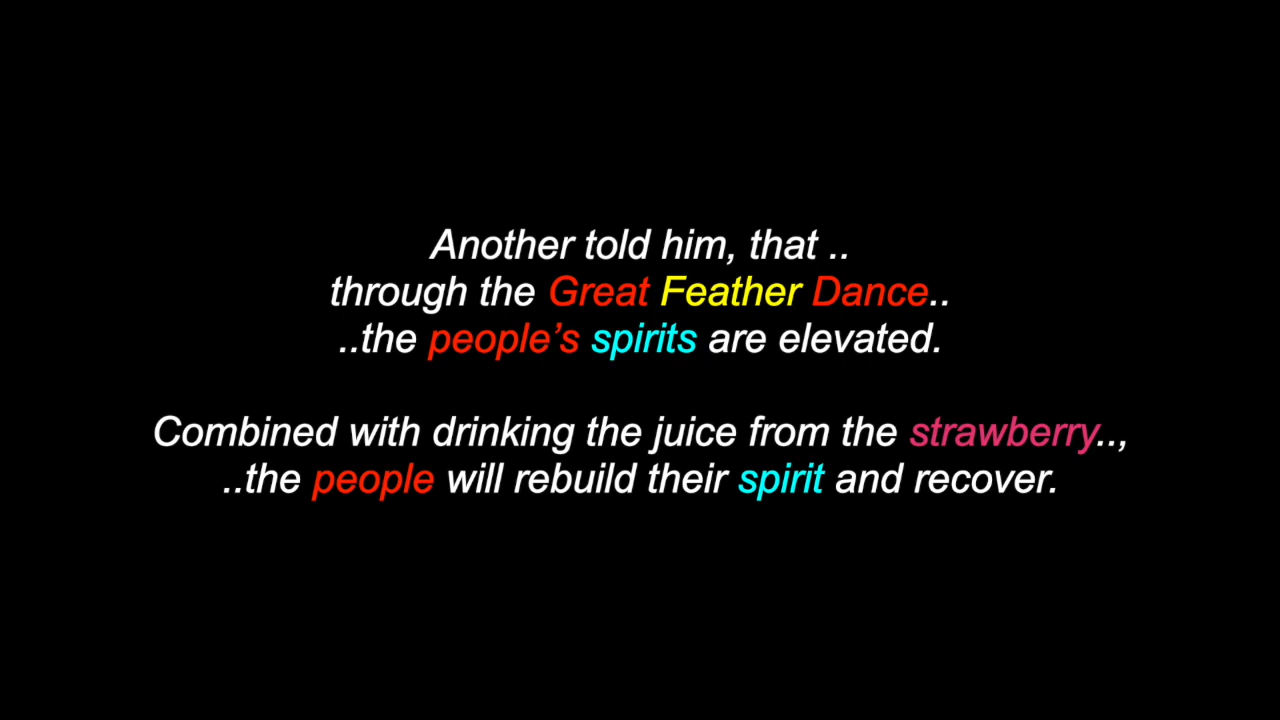 Another told him, that ..
through the Great Feather Dance..
..the people’s spirits are elevated.
Combined with drinking the juice from the strawberry..,
..the people will rebuild their spirit and recover.